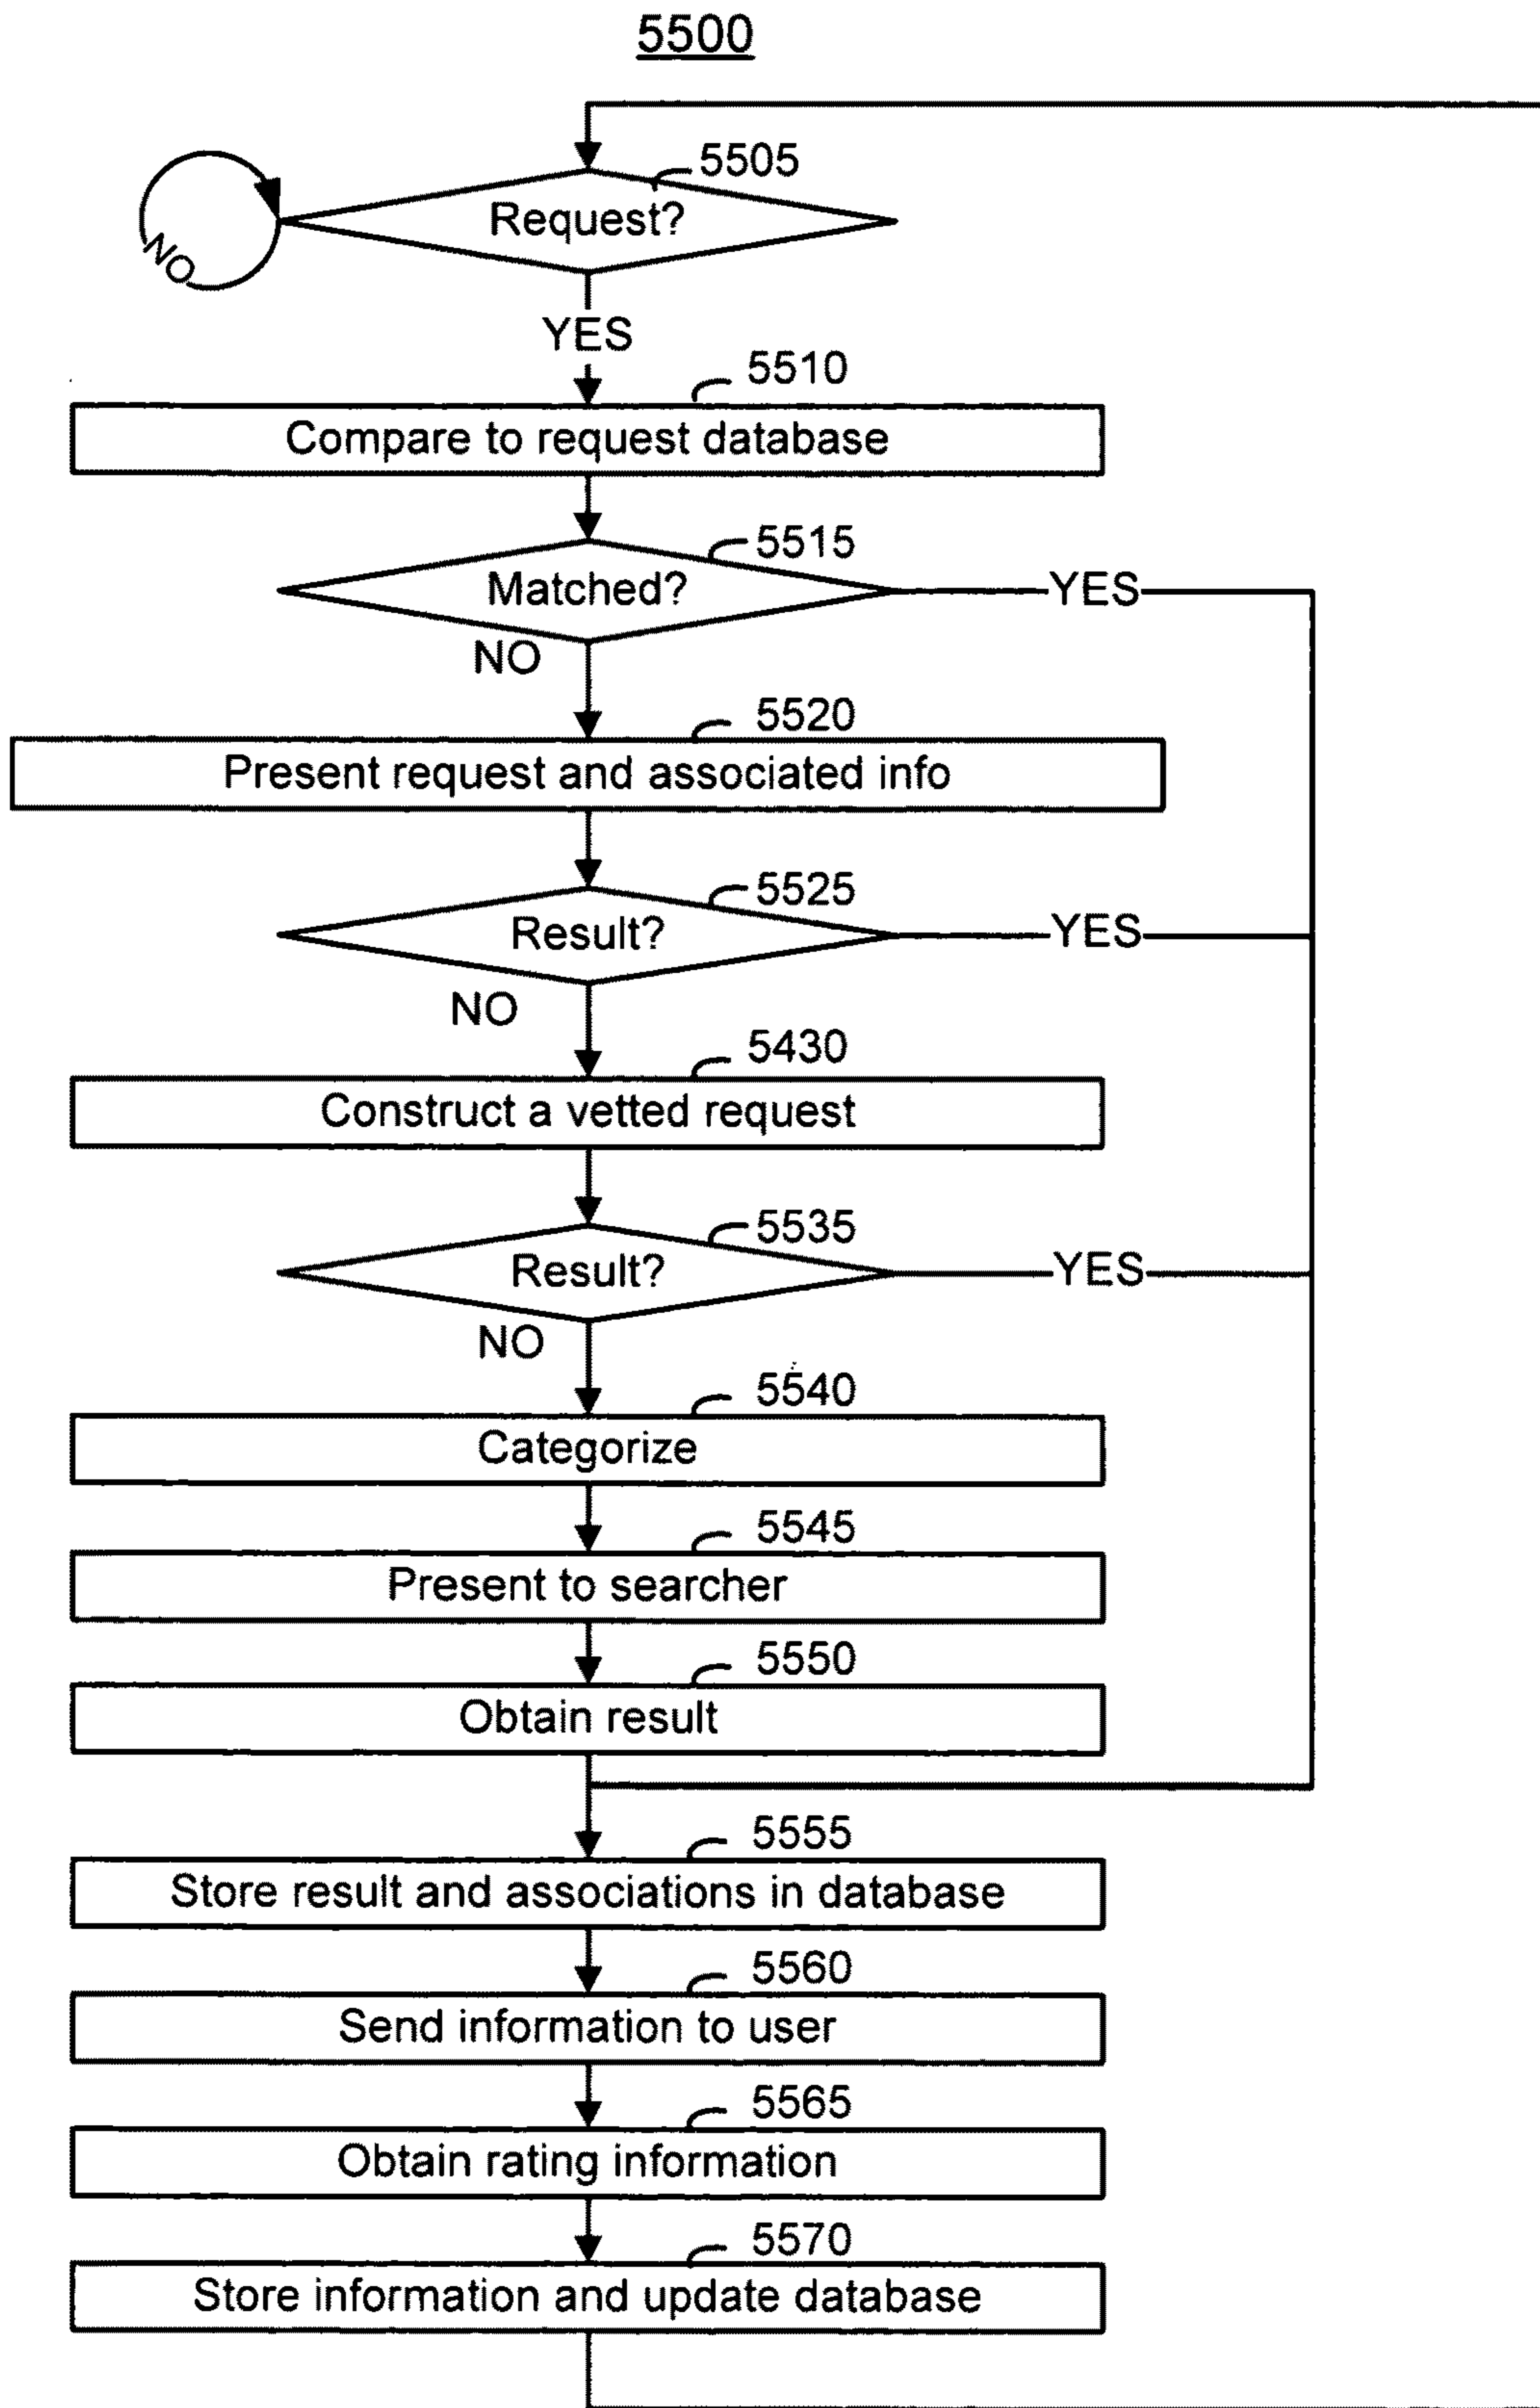 5500
5505
Request?
NO
YES
5510
Compare to request database
5515
Matched?
YES
NO
5520
Present request and associated info
5525
Result?
YES
NO
5430
Construct a vetted request
5535
Result?
YES
NO
5540
Categorize
5545
Present to searcher
5550
Obtain result
5555
Store result and associations in database
5560
Send information to user
5565
Obtain rating information
5570
Store information and update database